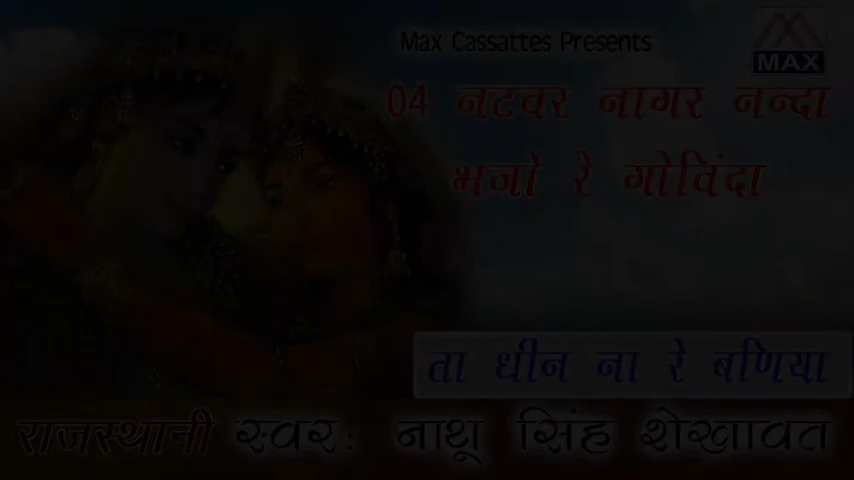 Max Cassattes Presents
MAX
04 नटवर नागर नन्दा
भजो रे गोविंदा
ता धीन ना रे बणिया
राजस्थानी स्वर: नाथू सिंह शेखावत